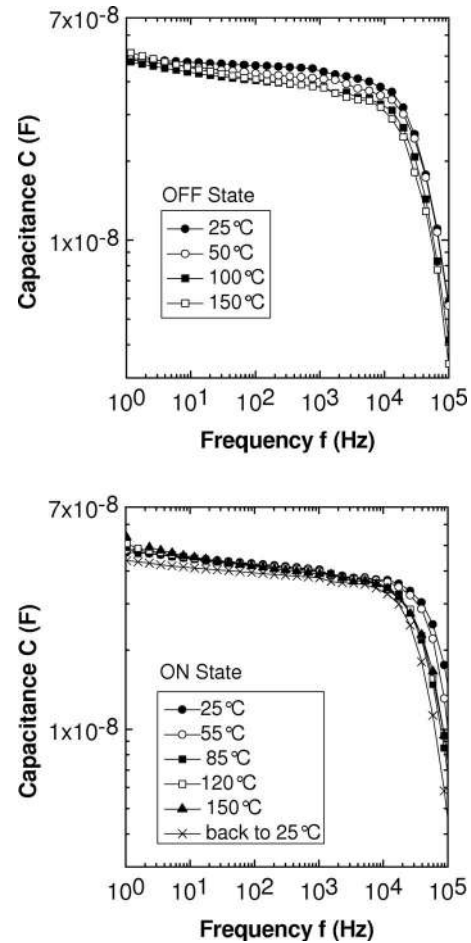 7x10⁻⁸
Capacitance C (F)
1x10⁻⁸
OFF State
25°C
50°C
100°C
150°C
10⁰ 10¹ 10² 10³ 10⁴ 10⁵
Frequency f (Hz)
7x10⁻⁸
Capacitance C (F)
1x10⁻⁸
ON State
25°C
55°C
85°C
120°C
150°C
back to 25°C
10⁰ 10¹ 10² 10³ 10⁴ 10⁵
Frequency f (Hz)